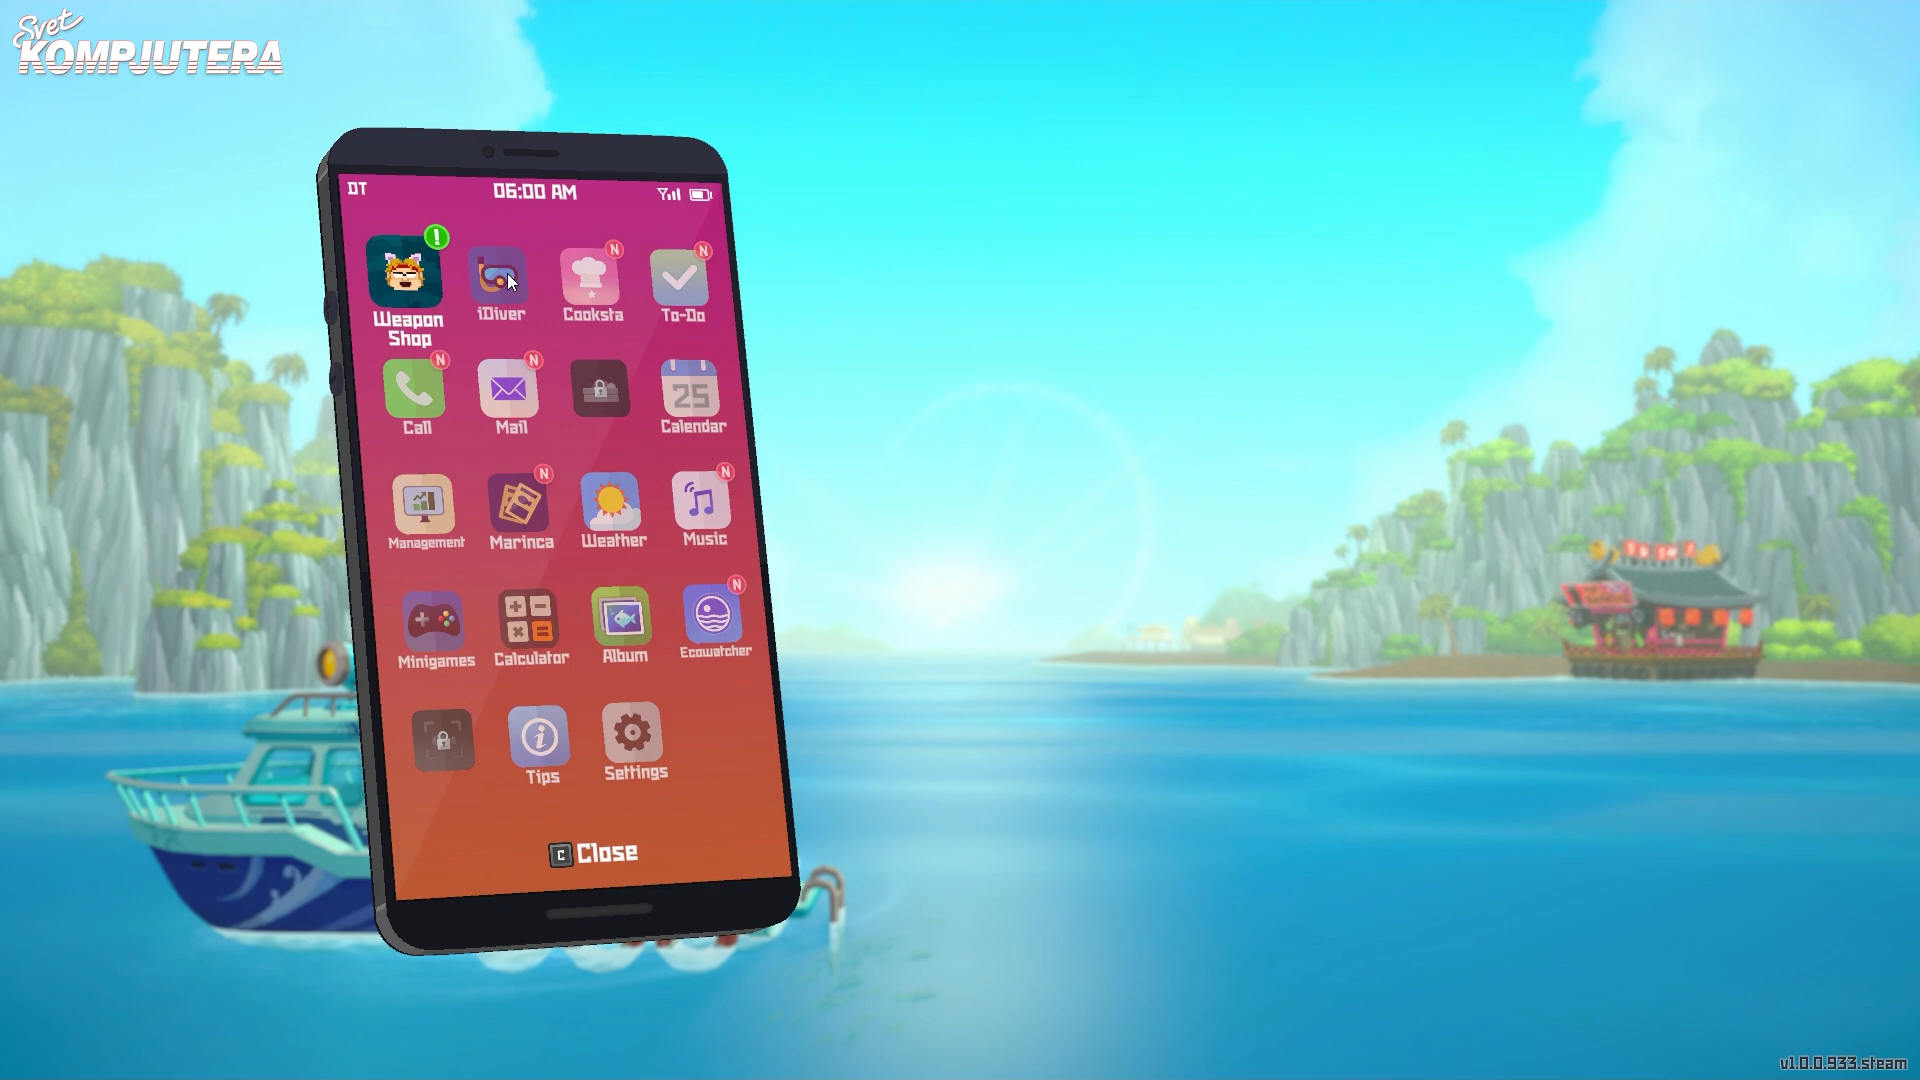 Svet
KOMPJUTERA
DT
06:00 AM
!
Weapon
Shop
iDiver
N
Cooksta
N
To-Do
N
Call
N
Mail
25
Calendar
Management
N
Marinca
Weather
N
Music
Minigames
Calculator
Album
N
Ecowatcher
i
Tips
Settings
C Close
v1.0.0.933.steam